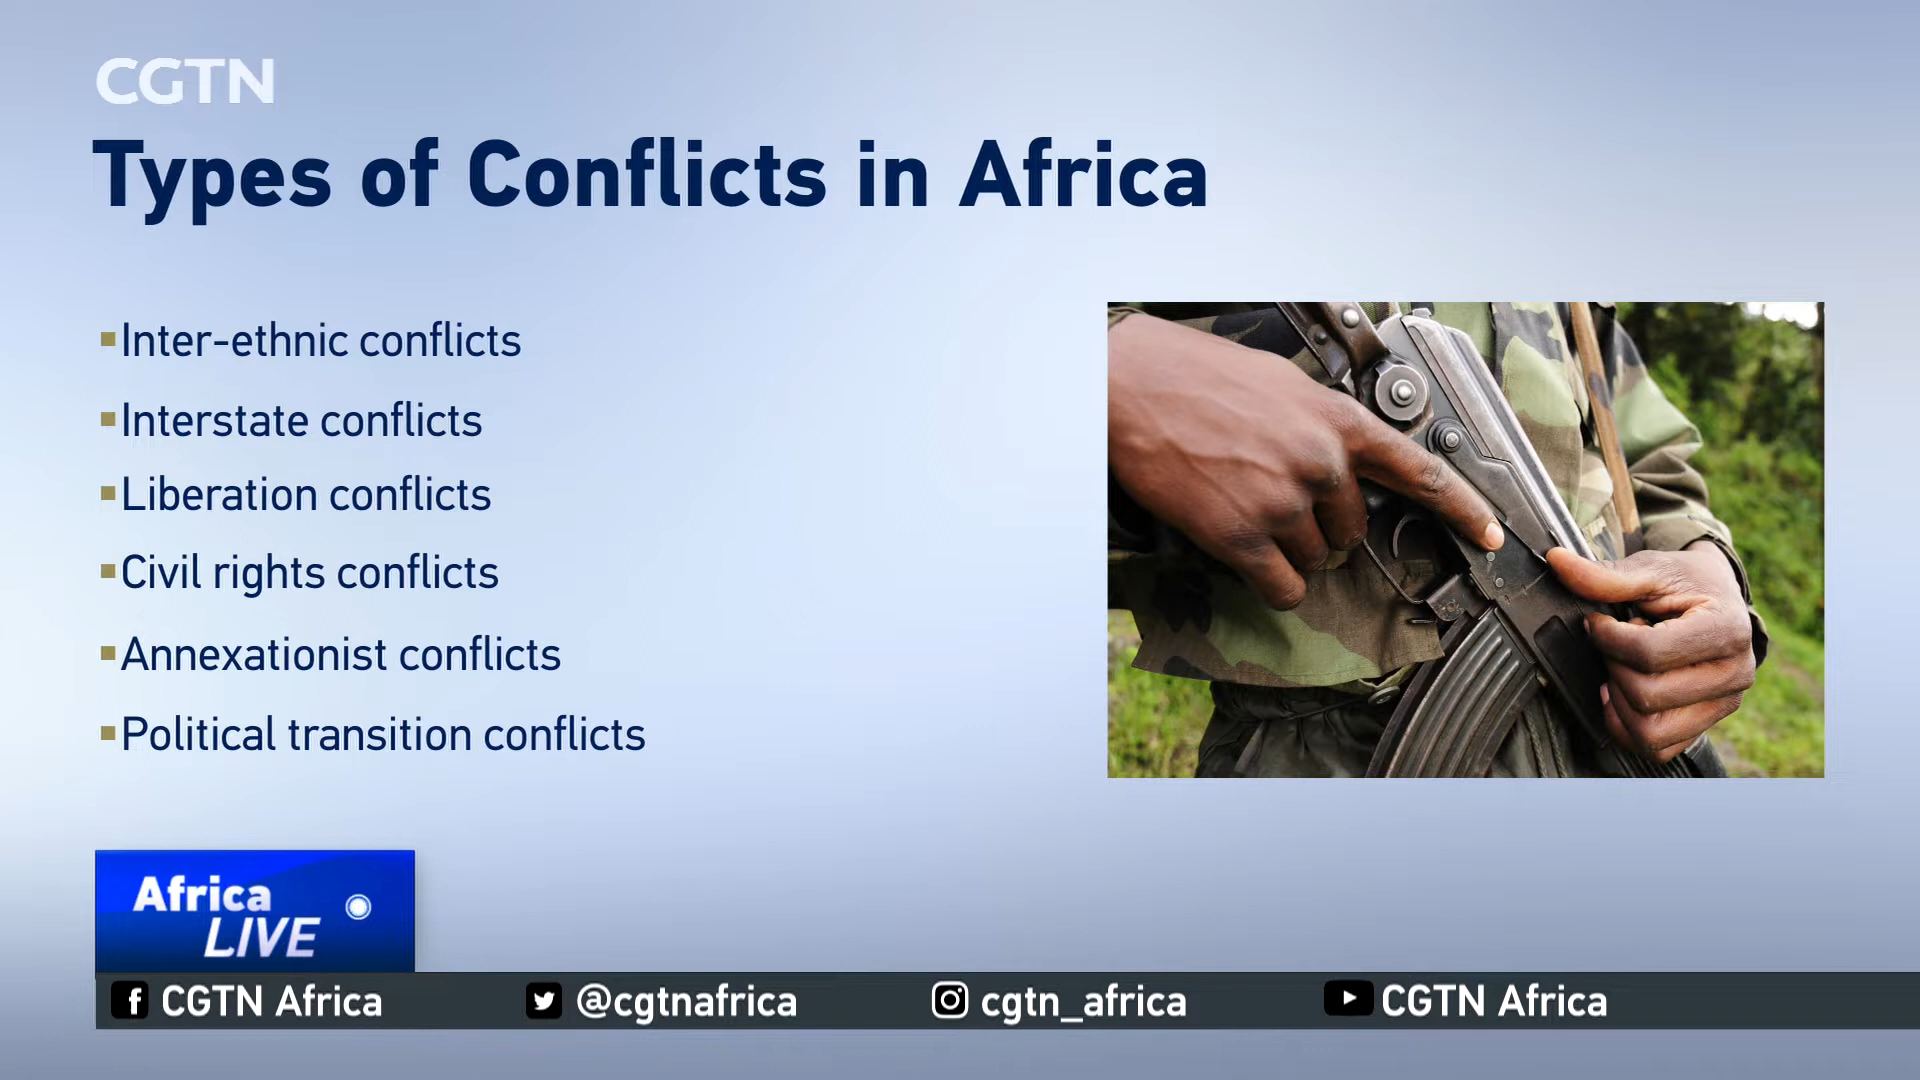 CGTN
Types of Conflicts in Africa
Inter-ethnic conflicts
Interstate conflicts
Liberation conflicts
Civil rights conflicts
Annexationist conflicts
Political transition conflicts
Africa
LIVE
CGTN Africa @cgtnafrica cgtn_africa CGTN Africa